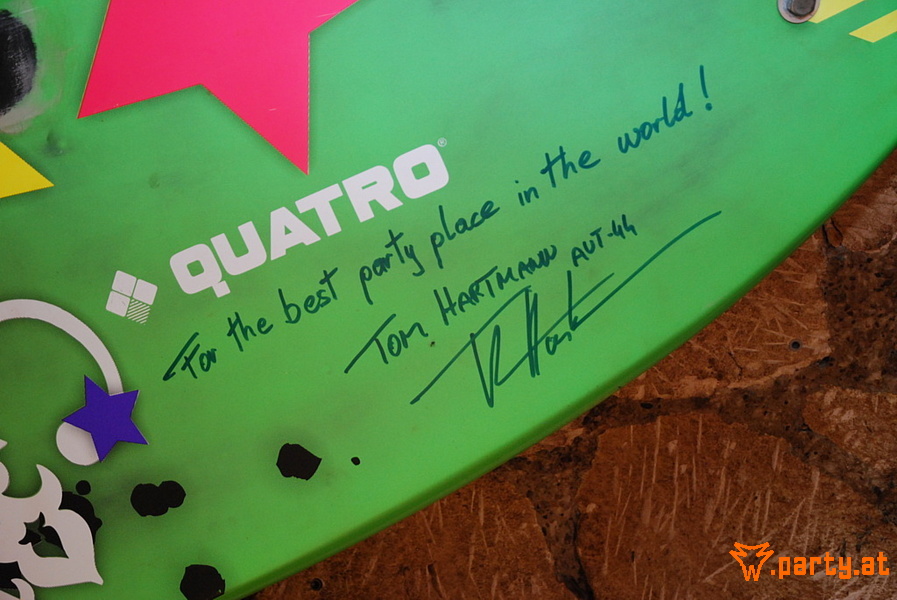 QUATRO®
For the best party place in the world!
Tom HARTMANN AUT-44
w.party.at